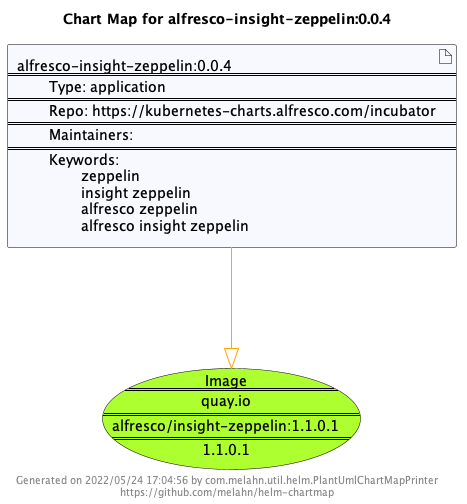 Chart Map for alfresco-insight-zeppelin:0.0.4
alfresco-insight-zeppelin:0.0.4
Type: application
Repo: https://kubernetes-charts.alfresco.com/incubator
Maintainers:
Keywords:
zeppelin
insight zeppelin
alfresco zeppelin
alfresco insight zeppelin
Image
quay.io
alfresco/insight-zeppelin:1.1.0.1
1.1.0.1
Generated on 2022/05/24 17:04:56 by com.melahn.util.helm.PlantUmlChartMapPrinter
https://github.com/melahn/helm-chartmap